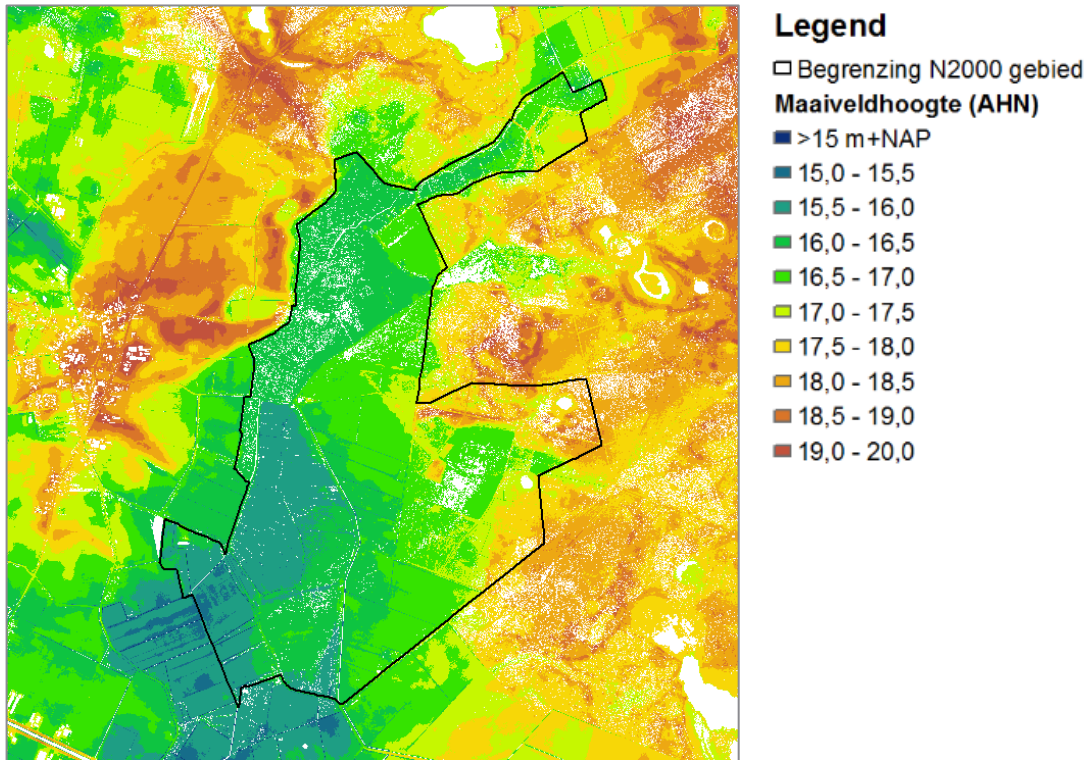 Legend
Begrenzing N2000 gebied
Maaiveldhoogte (AHN)
>15 m+NAP
15,0 - 15,5
15,5 - 16,0
16,0 - 16,5
16,5 - 17,0
17,0 - 17,5
17,5 - 18,0
18,0 - 18,5
18,5 - 19,0
19,0 - 20,0